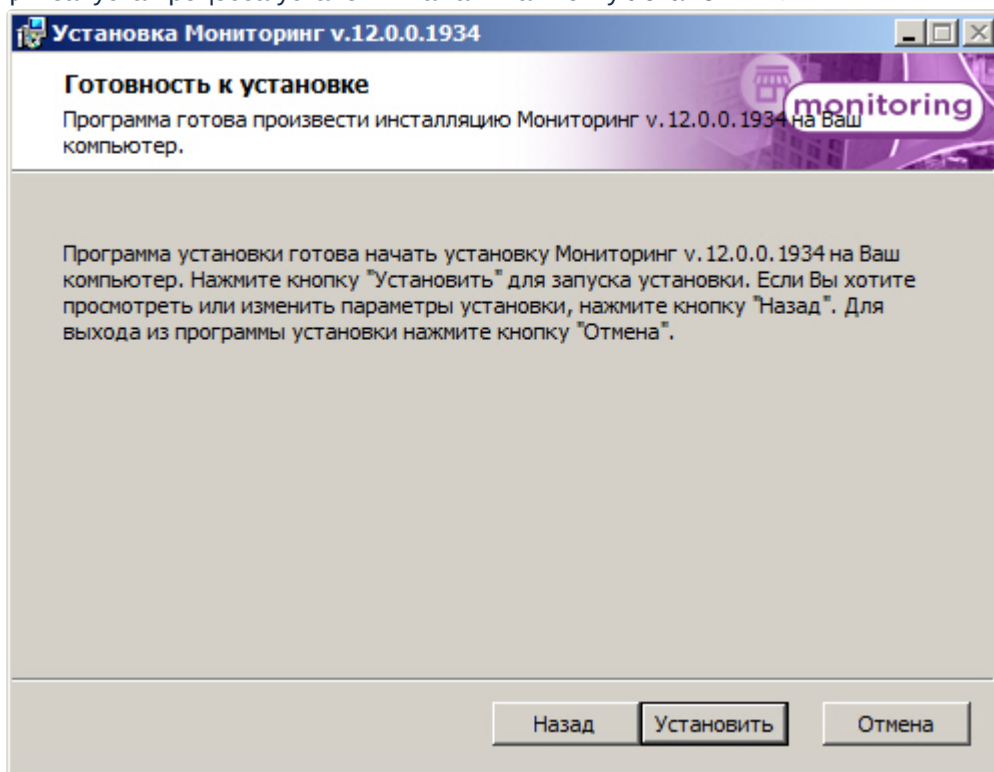 Установка Мониторинг v.12.0.0.1934
Готовность к установке
Программа готова произвести инсталляцию Мониторинг v.12.0.0.1934 на Ваш
компьютер.
monitoring
Программа установки готова начать установку Мониторинг v.12.0.0.1934 на Ваш
компьютер. Нажмите кнопку "Установить" для запуска установки. Если Вы хотите
просмотреть или изменить параметры установки, нажмите кнопку "Назад". Для
выхода из программы установки нажмите кнопку "Отмена".
Назад
Установить
Отмена